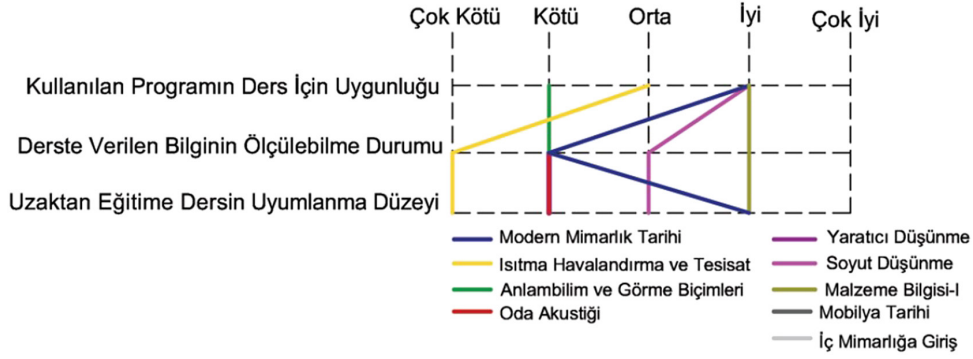 Çok Kötü Kötü Orta İyi Çok İyi
Kullanılan Programın Ders İçin Uygunluğu
Derste Verilen Bilginin Ölçülebilme Durumu
Uzaktan Eğitime Dersin Uyumlanma Düzeyi
Modern Mimarlık Tarihi
Isıtma Havalandırma ve Tesisat
Anlambilim ve Görme Biçimleri
Oda Akustiği
Yaratıcı Düşünme
Soyut Düşünme
Malzeme Bilgisi-I
Mobilya Tarihi
İç Mimarlığa Giriş